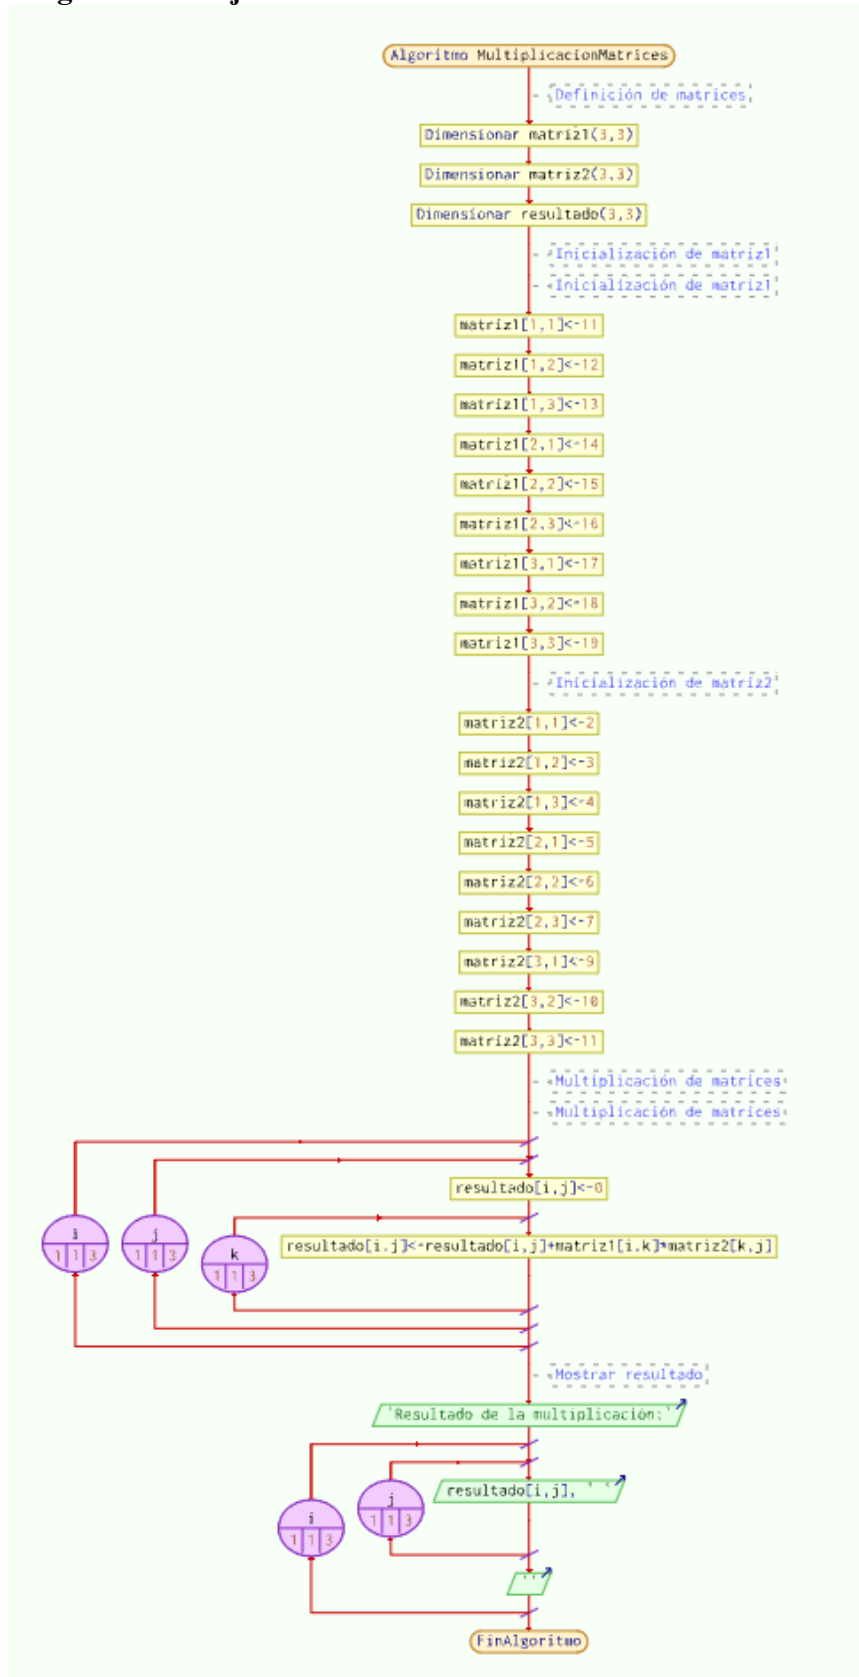 Algoritmo MultiplicacionMatrices
Definición de matrices
Dimensionar matriz1(3,3)
Dimensionar matriz2(3,3)
Dimensionar resultado(3,3)
Inicialización de matriz1
Inicialización de matriz1
matriz1[1,1]<-11
matriz1[1,2]<-12
matriz1[1,3]<-13
matriz1[2,1]<-14
matriz1[2,2]<-15
matriz1[2,3]<-16
matriz1[3,1]<-17
matriz1[3,2]<-18
matriz1[3,3]<-19
Inicialización de matriz2
matriz2[1,1]<-2
matriz2[1,2]<-3
matriz2[1,3]<-4
matriz2[2,1]<-5
matriz2[2,2]<-6
matriz2[2,3]<-7
matriz2[3,1]<-9
matriz2[3,2]<-10
matriz2[3,3]<-11
Multiplicación de matrices
Multiplicación de matrices
resultado[i,j]<-0
i
1 1 3
j
1 1 3
k
1 1 3
resultado[i,j]<-resultado[i,j]+matriz1[i,k]*matriz2[k,j]
Mostrar resultado
'Resultado de la multiplicación:'
i
1 1 3
j
1 1 3
resultado[i,j], ' '
''
FinAlgoritmo